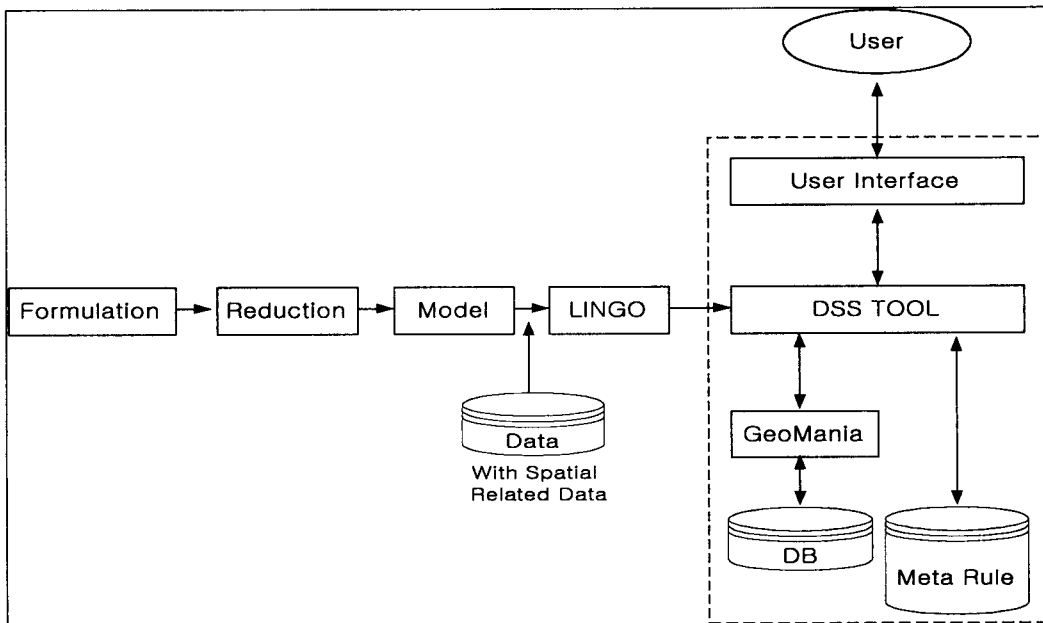 User
User Interface
Formulation
Reduction
Model
LINGO
DSS TOOL
Data
With Spatial
Related Data
GeoMania
DB
Meta Rule